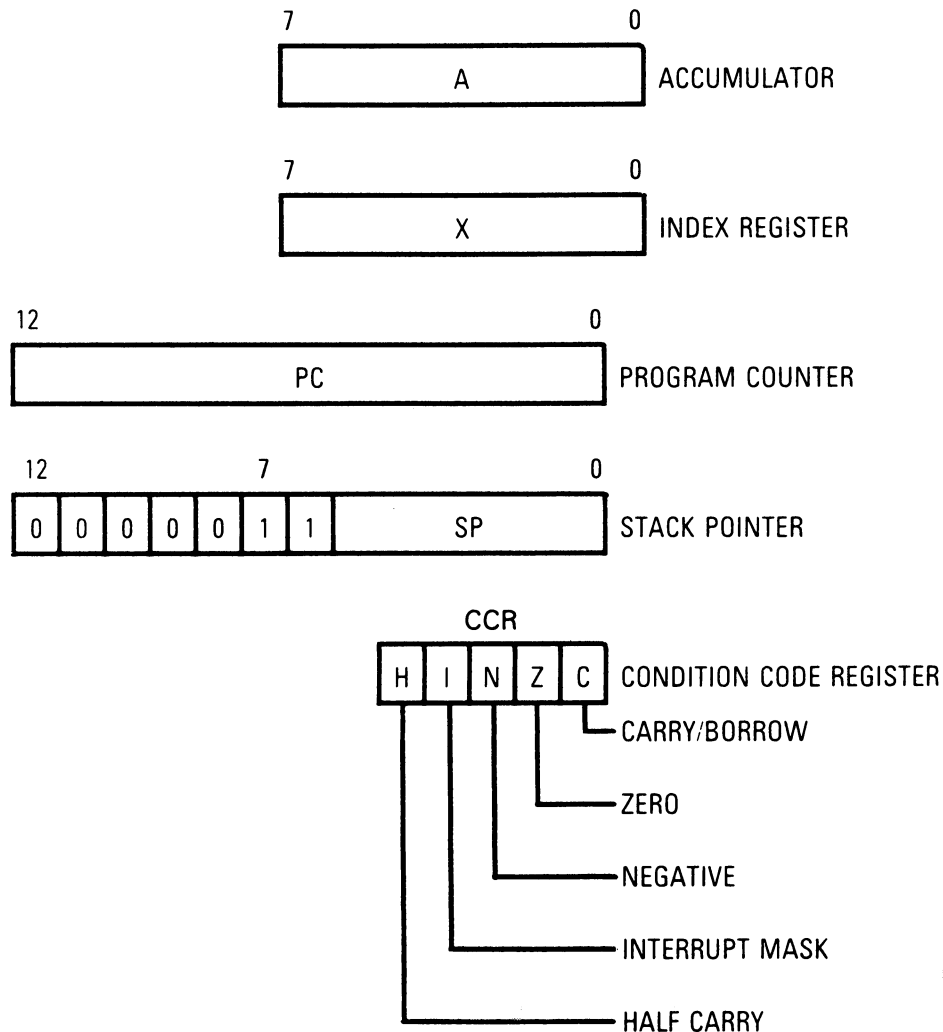 7 0
A ACCUMULATOR
7 0
X INDEX REGISTER
12 0
PC PROGRAM COUNTER
12 7 0
0 0 0 0 0 1 1 SP STACK POINTER
CCR
H I N Z C CONDITION CODE REGISTER
CARRY/BORROW
ZERO
NEGATIVE
INTERRUPT MASK
HALF CARRY